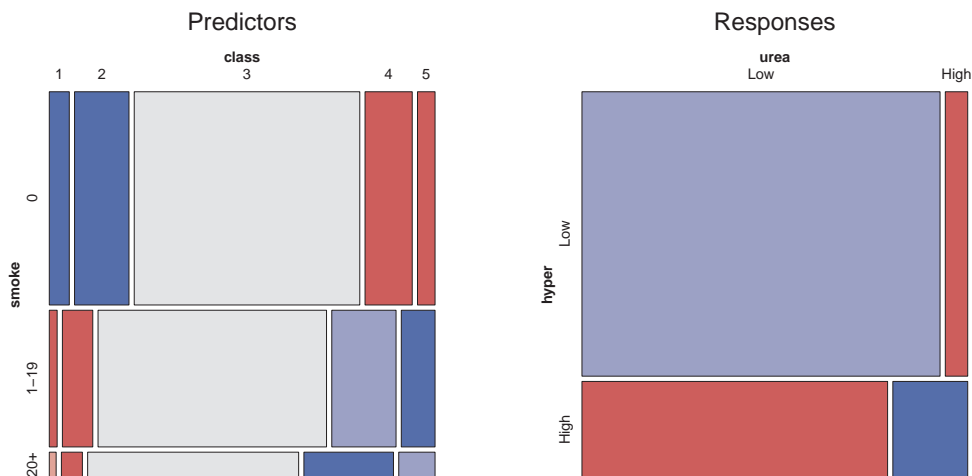 Predictors
class
1 2 3 4 5
smoke
0
1−19
20+
Responses
urea
Low High
hyper
Low
High